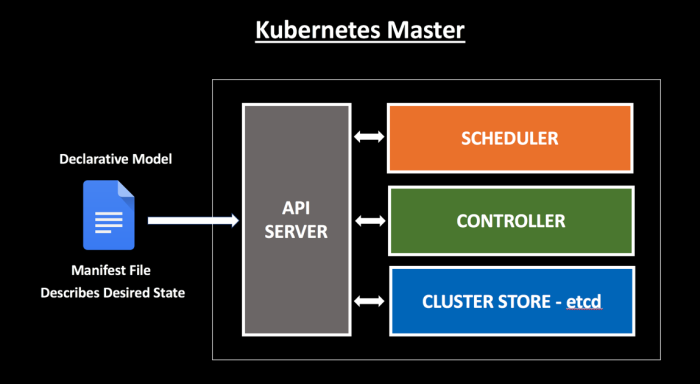 Kubernetes Master
Declarative Model
Manifest File
Describes Desired State
API
SERVER
SCHEDULER
CONTROLLER
CLUSTER STORE - etcd